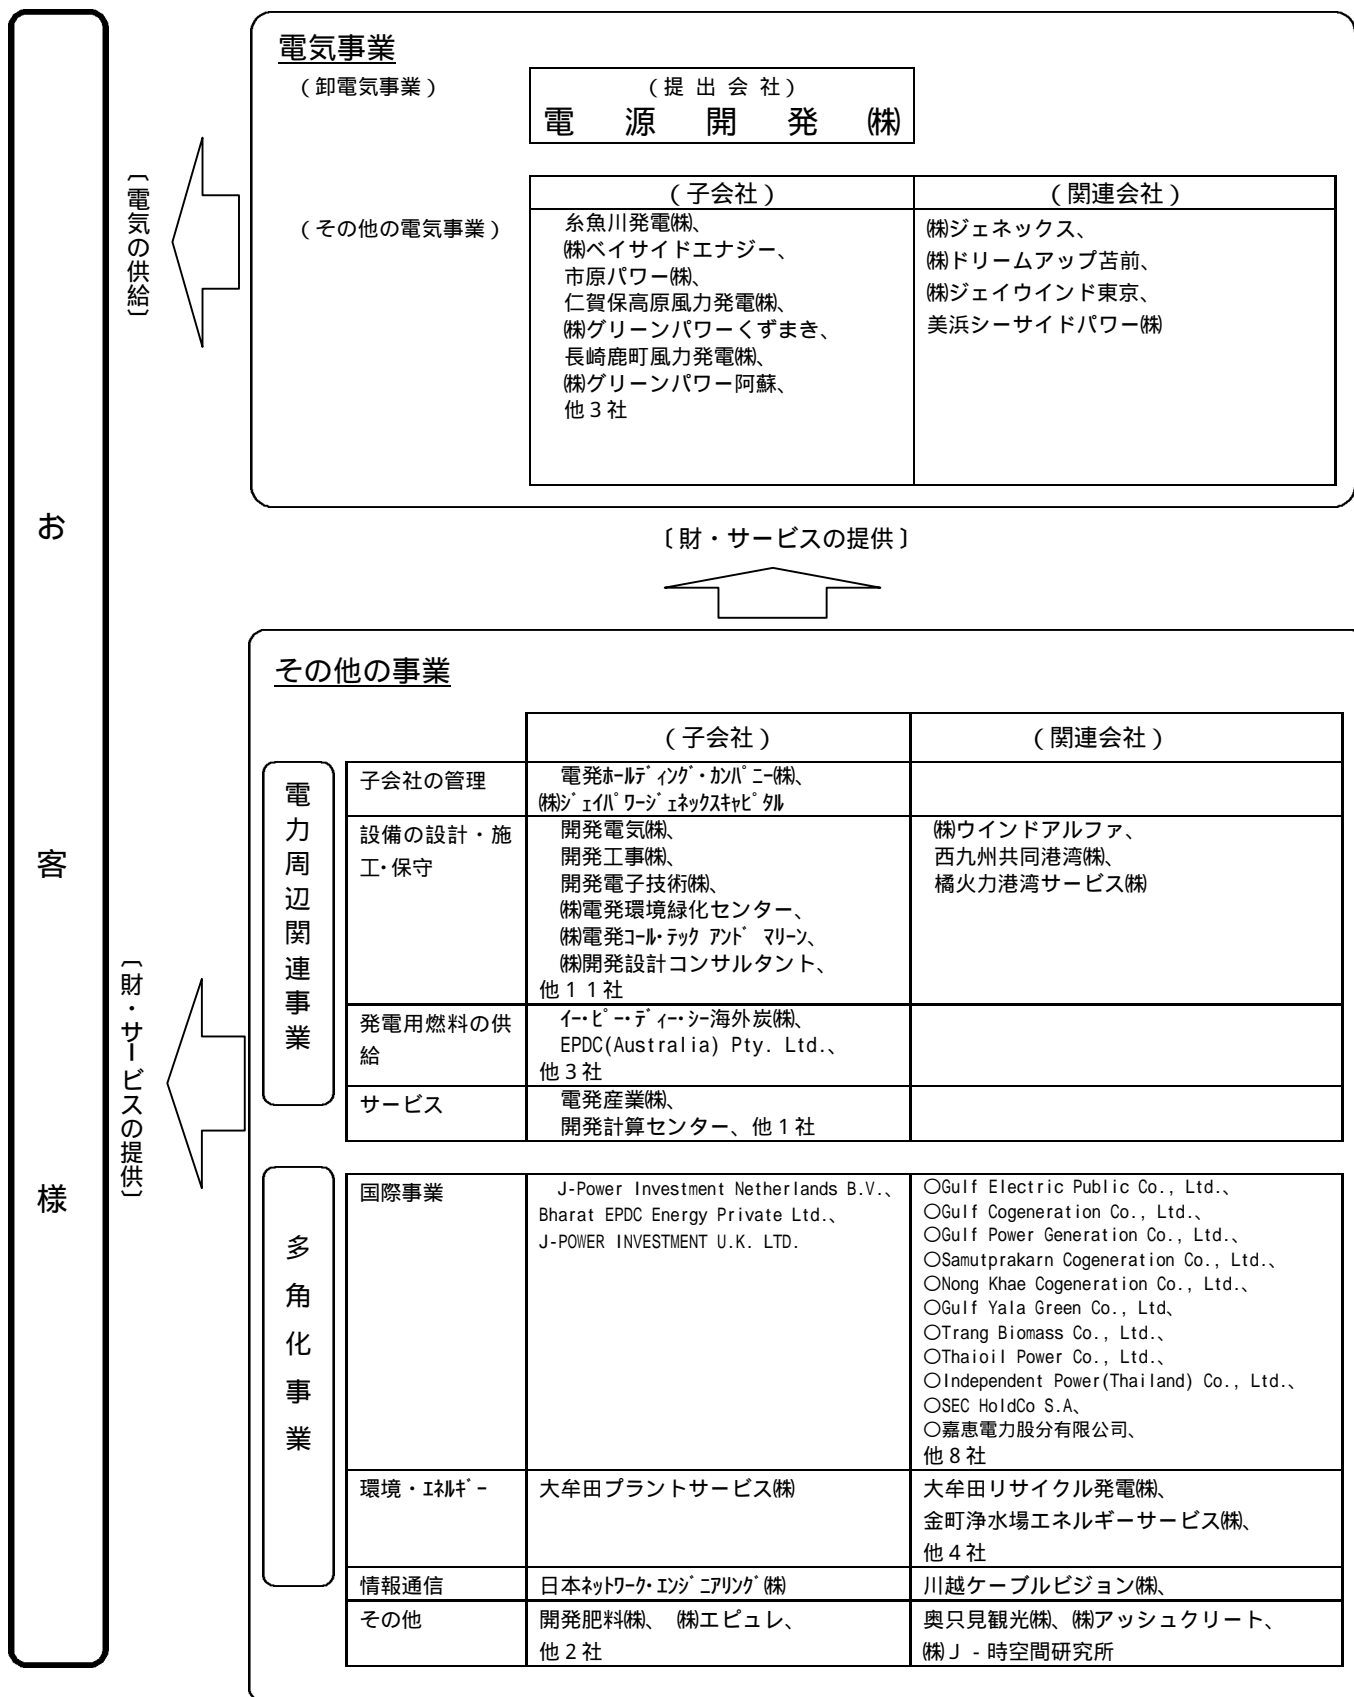 お客様
〔電気の供給〕
電気事業
（卸電気事業）
（提出会社）
電源開発㈱
（その他の電気事業）
（子会社）
糸魚川発電㈱、
㈱ベイサイドエナジー、
市原パワー㈱、
仁賀保高原風力発電㈱、
㈱グリーンパワーくずまき、
長崎鹿町風力発電㈱、
㈱グリーンパワー阿蘇、
他３社
（関連会社）
㈱ジェネックス、
㈱ドリームアップ苫前、
㈱ジェイウインド東京、
美浜シーサイドパワー㈱
〔財・サービスの提供〕
〔財・サービスの提供〕
その他の事業
（子会社）
（関連会社）
電力周辺関連事業
子会社の管理
電発ﾎｰﾙﾃﾞｨﾝｸﾞ・ｶﾝﾊﾟﾆｰ㈱、
㈱ｼﾞｪｲﾊﾟﾜｰｼﾞｪﾈｯｸｽｷｬﾋﾟﾀﾙ
設備の設計・施
工・保守
開発電気㈱、
開発工事㈱、
開発電子技術㈱、
㈱電発環境緑化センター、
㈱電発ｺｰﾙ・ﾃｯｸ ｱﾝﾄﾞ ﾏﾘｰﾝ、
㈱開発設計コンサルタント、
他１１社
㈱ウインドアルファ、
西九州共同港湾㈱、
橘火力港湾サービス㈱
発電用燃料の供
給
ｲｰ・ﾋﾟｰ・ﾃﾞｨｰ・ｼｰ海外炭㈱、
EPDC(Australia) Pty. Ltd.、
他３社
サービス
電発産業㈱、
開発計算センター、他１社
多角化事業
国際事業
J-Power Investment Netherlands B.V.、
Bharat EPDC Energy Private Ltd.、
J-POWER INVESTMENT U.K. LTD.
○Gulf Electric Public Co., Ltd.、
○Gulf Cogeneration Co., Ltd.、
○Gulf Power Generation Co., Ltd.、
○Samutprakarn Cogeneration Co., Ltd.、
○Nong Khae Cogeneration Co., Ltd.、
○Gulf Yala Green Co., Ltd、
○Trang Biomass Co., Ltd.、
○Thaioil Power Co., Ltd.、
○Independent Power(Thailand) Co., Ltd.、
○SEC HoldCo S.A、
○嘉恵電力股分有限公司、
他８社
環境・ｴﾈﾙｷﾞｰ
大牟田プラントサービス㈱
大牟田リサイクル発電㈱、
金町浄水場エネルギーサービス㈱、
他４社
情報通信
日本ﾈｯﾄﾜｰｸ・ｴﾝｼﾞﾆｱﾘﾝｸﾞ㈱
川越ケーブルビジョン㈱、
その他
開発肥料㈱、 ㈱エピュレ、
他２社
奥只見観光㈱、㈱アッシュクリート、
㈱Ｊ‐時空間研究所